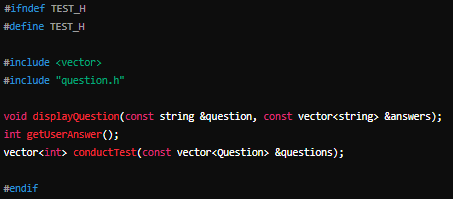 #ifndef TEST_H
#define TEST_H
#include <vector>
#include "question.h"
void displayQuestion(const string &question, const vector<string> &answers);
int getUserAnswer();
vector<int> conductTest(const vector<Question> &questions);
#endif